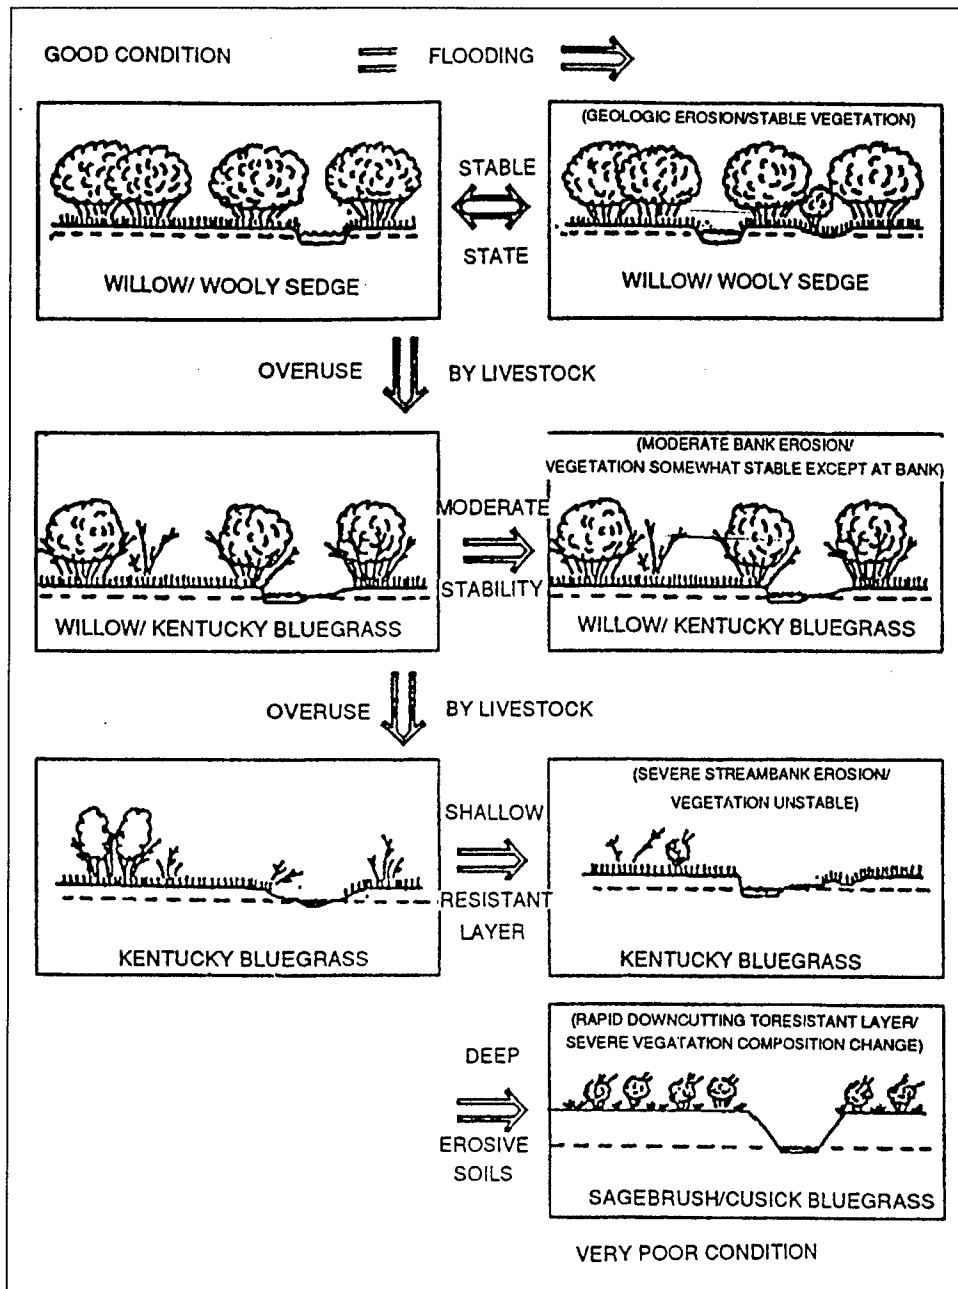 GOOD CONDITION = FLOODING
(GEOLOGIC EROSION/STABLE VEGETATION)
STABLE
STATE
WILLOW/ WOOLY SEDGE
WILLOW/ WOOLY SEDGE
OVERUSE BY LIVESTOCK
(MODERATE BANK EROSION/
VEGETATION SOMEWHAT STABLE EXCEPT AT BANK)
MODERATE
STABILITY
WILLOW/ KENTUCKY BLUEGRASS
WILLOW/ KENTUCKY BLUEGRASS
OVERUSE BY LIVESTOCK
(SEVERE STREAMBANK EROSION/
VEGETATION UNSTABLE)
SHALLOW
RESISTANT
LAYER
KENTUCKY BLUEGRASS
KENTUCKY BLUEGRASS
(RAPID DOWNCUTTING TORESISTANT LAYER/
SEVERE VEGATATION COMPOSITION CHANGE)
DEEP
EROSIVE
SOILS
SAGEBRUSH/CUSICK BLUEGRASS
VERY POOR CONDITION